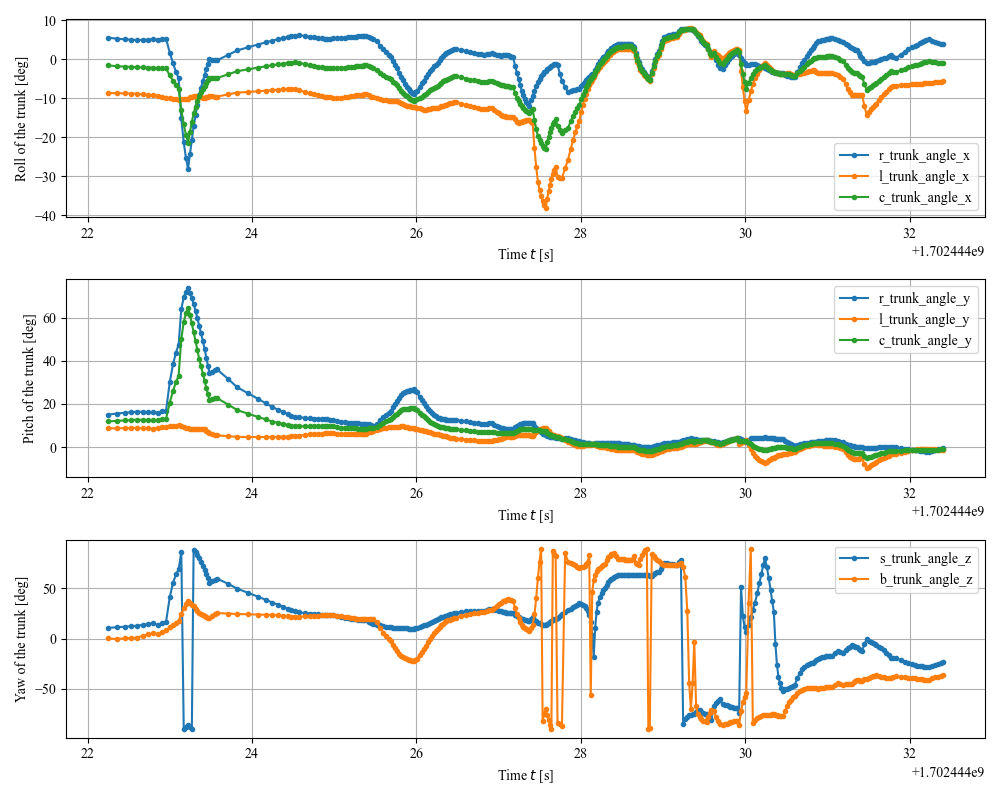 Roll of the trunk [deg]
10
0
−10
−20
−30
−40
r_trunk_angle_x
l_trunk_angle_x
c_trunk_angle_x
22 24 26 28 30 32
Time t [s]
+1.702444e9
Pitch of the trunk [deg]
60
40
20
0
r_trunk_angle_y
l_trunk_angle_y
c_trunk_angle_y
22 24 26 28 30 32
Time t [s]
+1.702444e9
Yaw of the trunk [deg]
50
0
−50
s_trunk_angle_z
b_trunk_angle_z
22 24 26 28 30 32
Time t [s]
+1.702444e9